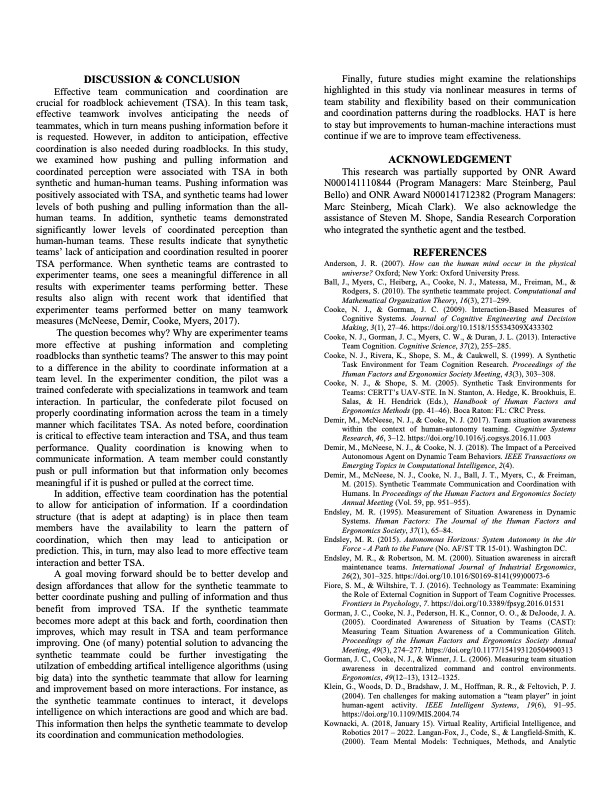 DISCUSSION & CONCLUSION
Effective team communication and coordination are
crucial for roadblock achievement (TSA). In this team task,
effective teamwork involves anticipating the needs of
teammates, which in turn means pushing information before it
is requested. However, in additon to anticipation, effective
coordination is also needed during roadblocks. In this study,
we examined how pushing and pulling information and
coordinated perception were associated with TSA in both
synthetic and human-human teams. Pushing information was
positively associated with TSA, and synthetic teams had lower
levels of both pushing and pulling information than the all-
human teams. In addition, synthetic teams demonstrated
significantly lower levels of coordinated perception than
human-human teams. These results indicate that synythetic
teams' lack of anticipation and coordination resulted in poorer
TSA performance. When synthetic teams are contrasted to
experimenter teams, one sees a meaningful difference in all
results with experimenter teams performing better. These
results also align with recent work that identified that
experimenter teams performed better on many teamwork
measures (McNeese, Demir, Cooke, Myers, 2017).
The question becomes why? Why are experimenter teams
more effective at pushing information and completing
roadblocks than synthetic teams? The answer to this may point
to a difference in the ability to coordinate information at a
team level. In the experimenter condition, the pilot was a
trained confederate with specializations in teamwork and team
interaction. In particular, the confederate pilot focused on
properly coordinating information across the team in a timely
manner which facilitates TSA. As noted before, coordination
is critical to effective team interaction and TSA, and thus team
performance. Quality coordination is knowing when to
communicate information. A team member could constantly
push or pull information but that information only becomes
meaningful if it is pushed or pulled at the correct time.
In addition, effective team coordination has the potential
to allow for anticipation of information. If a coordindation
structure (that is adept at adapting) is in place then team
members have the availability to learn the pattern of
coordination, which then may lead to anticipation or
prediction. This, in turn, may also lead to more effective team
interaction and better TSA.
A goal moving forward should be to better develop and
design affordances that allow for the synthetic teammate to
better coordinate pushing and pulling of information and thus
benefit from improved TSA. If the synthetic teammate
becomes more adept at this back and forth, coordination then
improves, which may result in TSA and team performance
improving. One (of many) potential solution to advancing the
synthetic teammate could be further investigating the
utilzation of embedding artifical intelligence algorithms (using
big data) into the synthetic teammate that allow for learning
and improvement based on more interactions. For instance, as
the synthetic teammate continues to interact, it develops
intelligence on which interactions are good and which are bad.
This information then helps the synthetic teammate to develop
its coordination and communication methodologies.
Finally, future studies might examine the relationships
highlighted in this study via nonlinear measures in terms of
team stability and flexibility based on their communication
and coordination patterns during the roadblocks. HAT is here
to stay but improvements to human-machine interactions must
continue if we are to improve team effectiveness.
ACKNOWLEDGEMENT
This research was partially supported by ONR Award
N000141110844 (Program Managers: Marc Steinberg, Paul
Bello) and ONR Award N000141712382 (Program Managers:
Marc Steinberg, Micah Clark). We also acknowledge the
assistance of Steven M. Shope, Sandia Research Corporation
who integrated the synthetic agent and the testbed.
REFERENCES
Anderson, J. R. (2007). How can the human mind occur in the physical
universe? Oxford; New York: Oxford University Press.
Ball, J., Myers, C., Heiberg, A., Cooke, N. J., Matessa, M., Freiman, M., &
Rodgers, S. (2010). The synthetic teammate project. Computational and
Mathematical Organization Theory, 16(3), 271–299.
Cooke, N. J., & Gorman, J. C. (2009). Interaction-Based Measures of
Cognitive Systems. Journal of Cognitive Engineering and Decision
Making, 3(1), 27–46. https://doi.org/10.1518/155534309X433302
Cooke, N. J., Gorman, J. C., Myers, C. W., & Duran, J. L. (2013). Interactive
Team Cognition. Cognitive Science, 37(2), 255–285.
Cooke, N. J., Rivera, K., Shope, S. M., & Caukwell, S. (1999). A Synthetic
Task Environment for Team Cognition Research. Proceedings of the
Human Factors and Ergonomics Society Meeting, 43(3), 303–308.
Cooke, N. J., & Shope, S. M. (2005). Synthetic Task Environments for
Teams: CERTT's UAV-STE. In N. Stanton, A. Hedge, K. Brookhuis, E.
Salas, & H. Hendrick (Eds.), Handbook of Human Factors and
Ergonomics Methods (pp. 41–46). Boca Raton: FL: CRC Press.
Demir, M., McNeese, N. J., & Cooke, N. J. (2017). Team situation awareness
within the context of human-autonomy teaming. Cognitive Systems
Research, 46, 3–12. https://doi.org/10.1016/j.cogsys.2016.11.003
Demir, M., McNeese, N. J., & Cooke, N. J. (2018). The Impact of a Perceived
Autonomous Agent on Dynamic Team Behaviors. IEEE Transactions on
Emerging Topics in Computational Intelligence, 2(4).
Demir, M., McNeese, N. J., Cooke, N. J., Ball, J. T., Myers, C., & Freiman,
M. (2015). Synthetic Teammate Communication and Coordination with
Humans. In Proceedings of the Human Factors and Ergonomics Society
Annual Meeting (Vol. 59, pp. 951–955).
Endsley, M. R. (1995). Measurement of Situation Awareness in Dynamic
Systems. Human Factors: The Journal of the Human Factors and
Ergonomics Society, 37(1), 65–84.
Endsley, M. R. (2015). Autonomous Horizons: System Autonomy in the Air
Force - A Path to the Future (No. AF/ST TR 15-01). Washington DC.
Endsley, M. R., & Robertson, M. M. (2000). Situation awareness in aircraft
maintenance teams. International Journal of Industrial Ergonomics,
26(2), 301–325. https://doi.org/10.1016/S0169-8141(99)00073-6
Fiore, S. M., & Wiltshire, T. J. (2016). Technology as Teammate: Examining
the Role of External Cognition in Support of Team Cognitive Processes.
Frontiers in Psychology, 7. https://doi.org/10.3389/fpsyg.2016.01531
Gorman, J. C., Cooke, N. J., Pederson, H. K., Connor, O. O., & DeJoode, J. A.
(2005). Coordinated Awareness of Situation by Teams (CAST):
Measuring Team Situation Awareness of a Communication Glitch.
Proceedings of the Human Factors and Ergonomics Society Annual
Meeting, 49(3), 274–277. https://doi.org/10.1177/154193120504900313
Gorman, J. C., Cooke, N. J., & Winner, J. L. (2006). Measuring team situation
awareness in decentralized command and control environments.
Ergonomics, 49(12–13), 1312–1325.
Klein, G., Woods, D. D., Bradshaw, J. M., Hoffman, R. R., & Feltovich, P. J.
(2004). Ten challenges for making automation a "team player" in joint
human-agent activity. IEEE Intelligent Systems, 19(6), 91–95.
https://doi.org/10.1109/MIS.2004.74
Kownacki, A. (2018, January 15). Virtual Reality, Artificial Intelligence, and
Robotics 2017 – 2022. Langan-Fox, J., Code, S., & Langfield-Smith, K.
(2000). Team Mental Models: Techniques, Methods, and Analytic